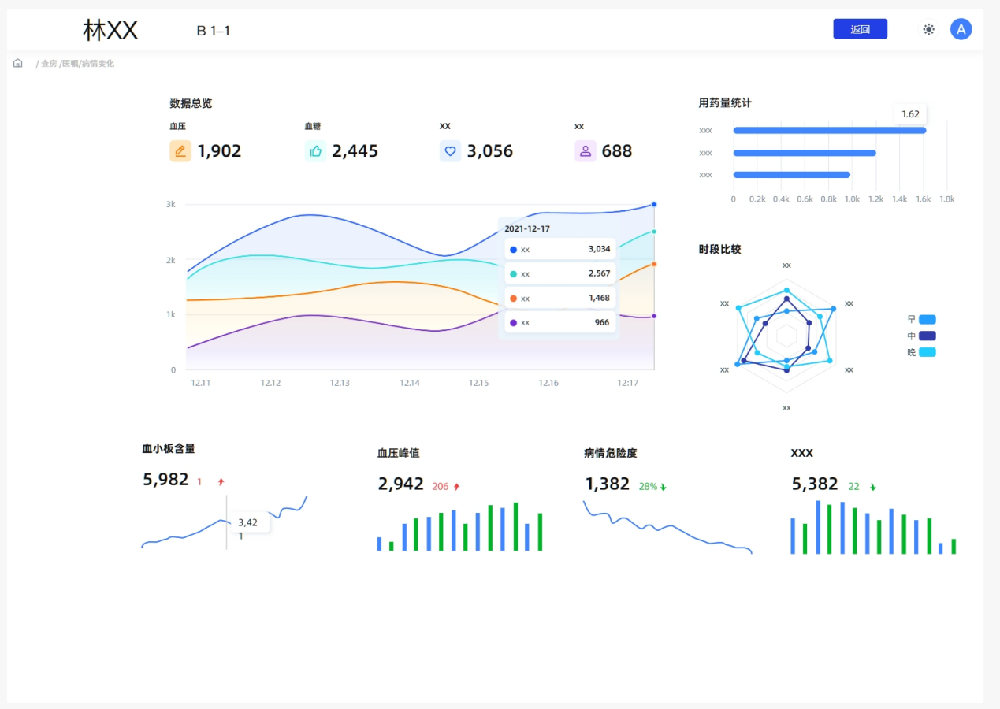 林XX
B 1–1
返回
A
/ 查房 /医嘱/病情变化
数据总览
血压
1,902
血糖
2,445
XX
3,056
xx
688
3k
2k
1k
0
12.11
12.12
12.13
12.14
12.15
12.16
12:17
2021-12-17
xx 3,034
xx 2,567
xx 1,468
xx 966
用药量统计
1.62
xxx
xxx
xxx
0 0.2k 0.4k 0.6k 0.8k 1.0k 1.2k 1.4k 1.6k 1.8k
时段比较
xx
xx
xx
xx
xx
xx
早
中
晚
血小板含量
5,982 1
3,42
1
血压峰值
2,942 206
病情危险度
1,382 28%
XXX
5,382 22